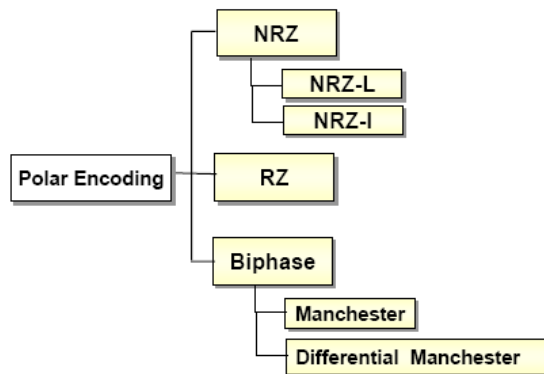 NRZ
NRZ-L
NRZ-I
Polar Encoding
RZ
Biphase
Manchester
Differential Manchester